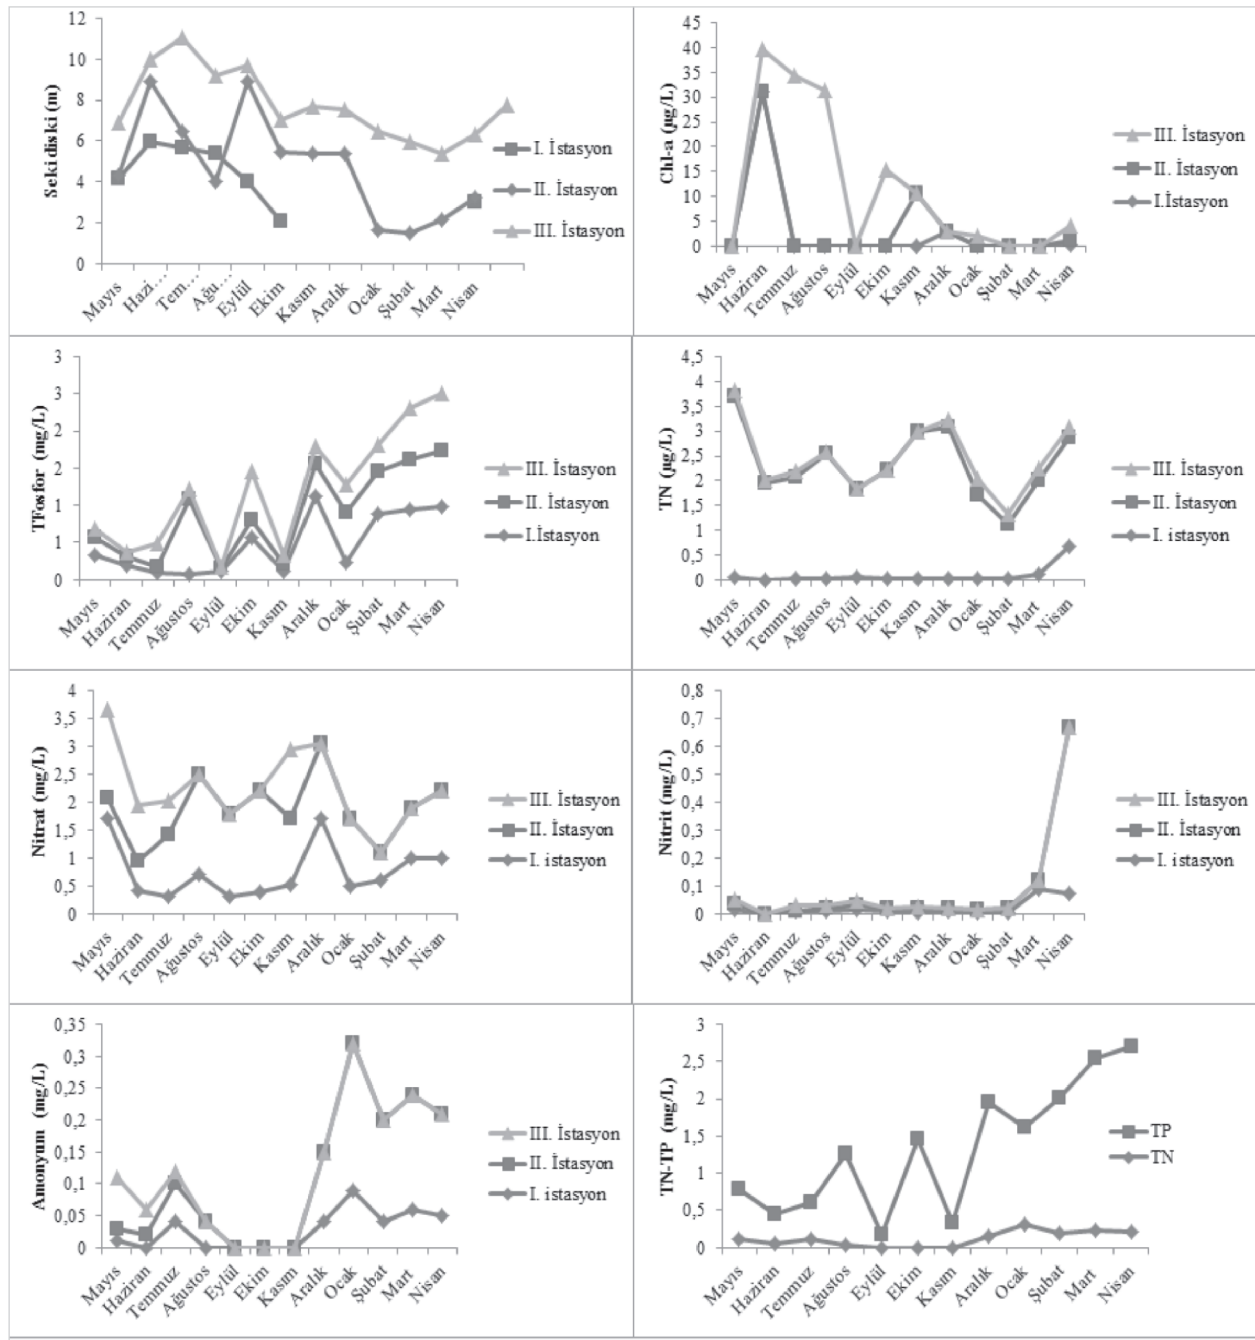 Seki diski (m)
12
10
8
6
4
2
0
Mayıs
Hazi…
Tem…
Ağu…
Eylül
Ekim
Kasım
Aralık
Ocak
Şubat
Mart
Nisan
I. İstasyon
II. İstasyon
III. İstasyon
Chl-a (µg/L)
45
40
35
30
25
20
15
10
5
0
Mayıs
Haziran
Temmuz
Ağustos
Eylül
Ekim
Kasım
Aralık
Ocak
Şubat
Mart
Nisan
III. İstasyon
II. İstasyon
I.İstasyon
TFosfor (mg/L)
3
3
2
2
1
1
0
Mayıs
Haziran
Temmuz
Ağustos
Eylül
Ekim
Kasım
Aralık
Ocak
Şubat
Mart
Nisan
III. İstasyon
II. İstasyon
I.İstasyon
TN (µg/L)
4,5
4
3,5
3
2,5
2
1,5
1
0,5
0
Mayıs
Haziran
Temmuz
Ağustos
Eylül
Ekim
Kasım
Aralık
Ocak
Şubat
Mart
Nisan
III. İstasyon
II. İstasyon
I. istasyon
Nitrat (mg/L)
4
3,5
3
2,5
2
1,5
1
0,5
0
Mayıs
Haziran
Temmuz
Ağustos
Eylül
Ekim
Kasım
Aralık
Ocak
Şubat
Mart
Nisan
III. İstasyon
II. İstasyon
I. istasyon
Nitrit (mg/L)
0,8
0,7
0,6
0,5
0,4
0,3
0,2
0,1
0
Mayıs
Haziran
Temmuz
Ağustos
Eylül
Ekim
Kasım
Aralık
Ocak
Şubat
Mart
Nisan
III. İstasyon
II. İstasyon
I. istasyon
Amonyum (mg/L)
0,35
0,3
0,25
0,2
0,15
0,1
0,05
0
Mayıs
Haziran
Temmuz
Ağustos
Eylül
Ekim
Kasım
Aralık
Ocak
Şubat
Mart
Nisan
III. İstasyon
II. İstasyon
I. istasyon
TN-TP (mg/L)
3
2,5
2
1,5
1
0,5
0
Mayıs
Haziran
Temmuz
Ağustos
Eylül
Ekim
Kasım
Aralık
Ocak
Şubat
Mart
Nisan
TP
TN